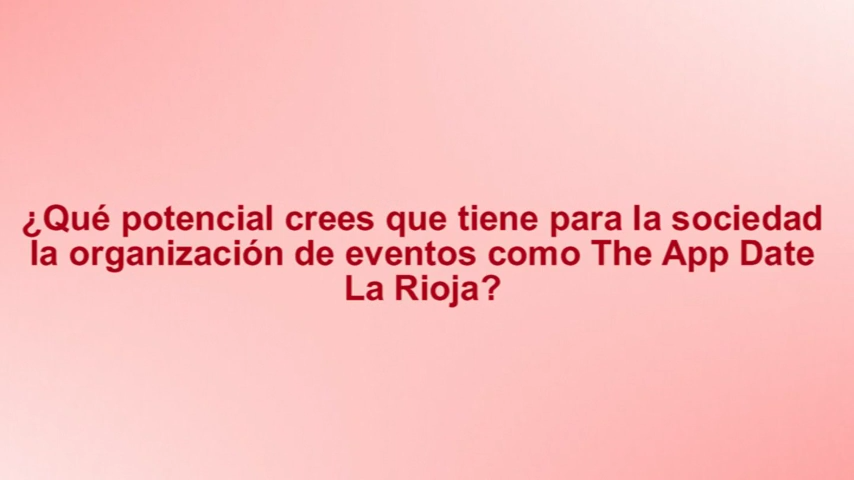 ¿Qué potencial crees que tiene para la sociedad
la organización de eventos como The App Date
La Rioja?